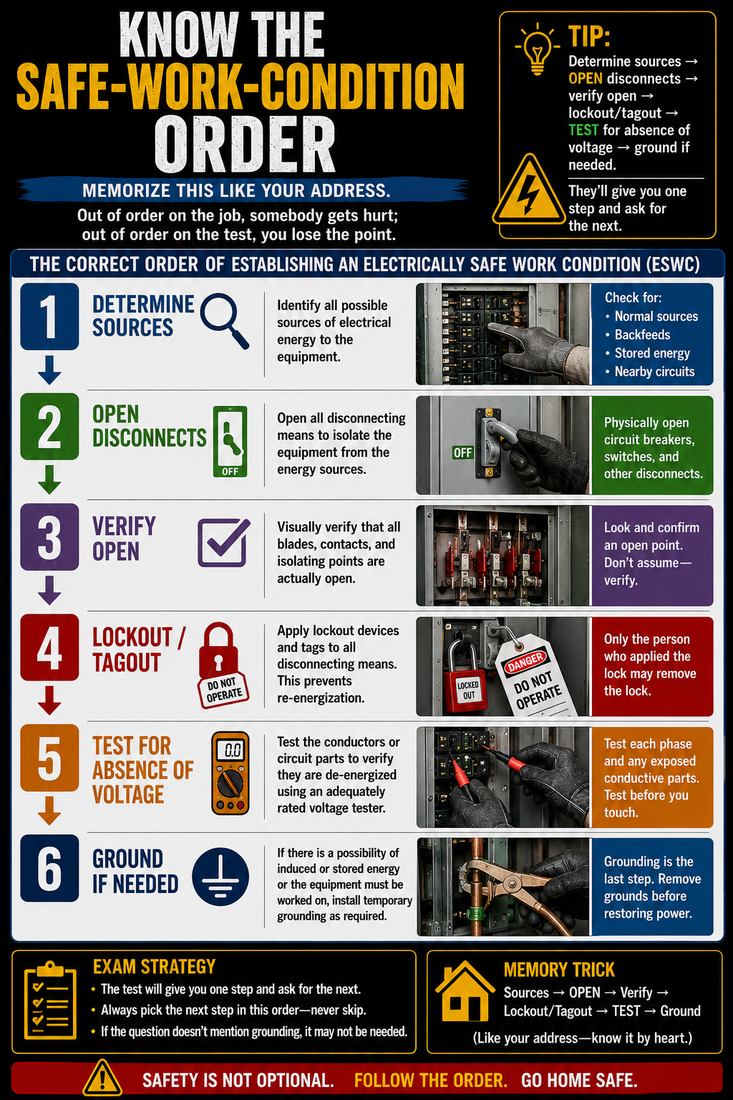 KNOW THE
SAFE-WORK-CONDITION
ORDER
MEMORIZE THIS LIKE YOUR ADDRESS.
Out of order on the job, somebody gets hurt;
out of order on the test, you lose the point.
TIP:
Determine sources →
OPEN disconnects →
verify open →
lockout/tagout →
TEST for absence of
voltage → ground if
needed.
They'll give you one
step and ask for
the next.
THE CORRECT ORDER OF ESTABLISHING AN ELECTRICALLY SAFE WORK CONDITION (ESWC)
1
DETERMINE
SOURCES
Identify all possible
sources of electrical
energy to the
equipment.
Check for:
• Normal sources
• Backfeeds
• Stored energy
• Nearby circuits
2
OPEN
DISCONNECTS
OFF
Open all disconnecting
means to isolate the
equipment from the
energy sources.
OFF
Physically open
circuit breakers,
switches, and
other disconnects.
3
VERIFY
OPEN
Visually verify that all
blades, contacts, and
isolating points are
actually open.
Look and confirm
an open point.
Don't assume—
verify.
4
LOCKOUT /
TAGOUT
DO NOT
OPERATE
Apply lockout devices
and tags to all
disconnecting means.
This prevents
re-energization.
LOCKED
OUT
DANGER
DO NOT
OPERATE
Only the person
who applied the
lock may remove
the lock.
5
TEST FOR
ABSENCE OF
VOLTAGE
0.0
Test the conductors or
circuit parts to verify
they are de-energized
using an adequately
rated voltage tester.
Test each phase
and any exposed
conductive parts.
Test before you
touch.
6
GROUND
IF NEEDED
If there is a possibility of
induced or stored energy
or the equipment must be
worked on, install temporary
grounding as required.
Grounding is the
last step. Remove
grounds before
restoring power.
EXAM STRATEGY
• The test will give you one step and ask for the next.
• Always pick the next step in this order—never skip.
• If the question doesn't mention grounding, it may not be needed.
MEMORY TRICK
Sources → OPEN → Verify →
Lockout/Tagout → TEST → Ground
(Like your address—know it by heart.)
SAFETY IS NOT OPTIONAL. FOLLOW THE ORDER. GO HOME SAFE.